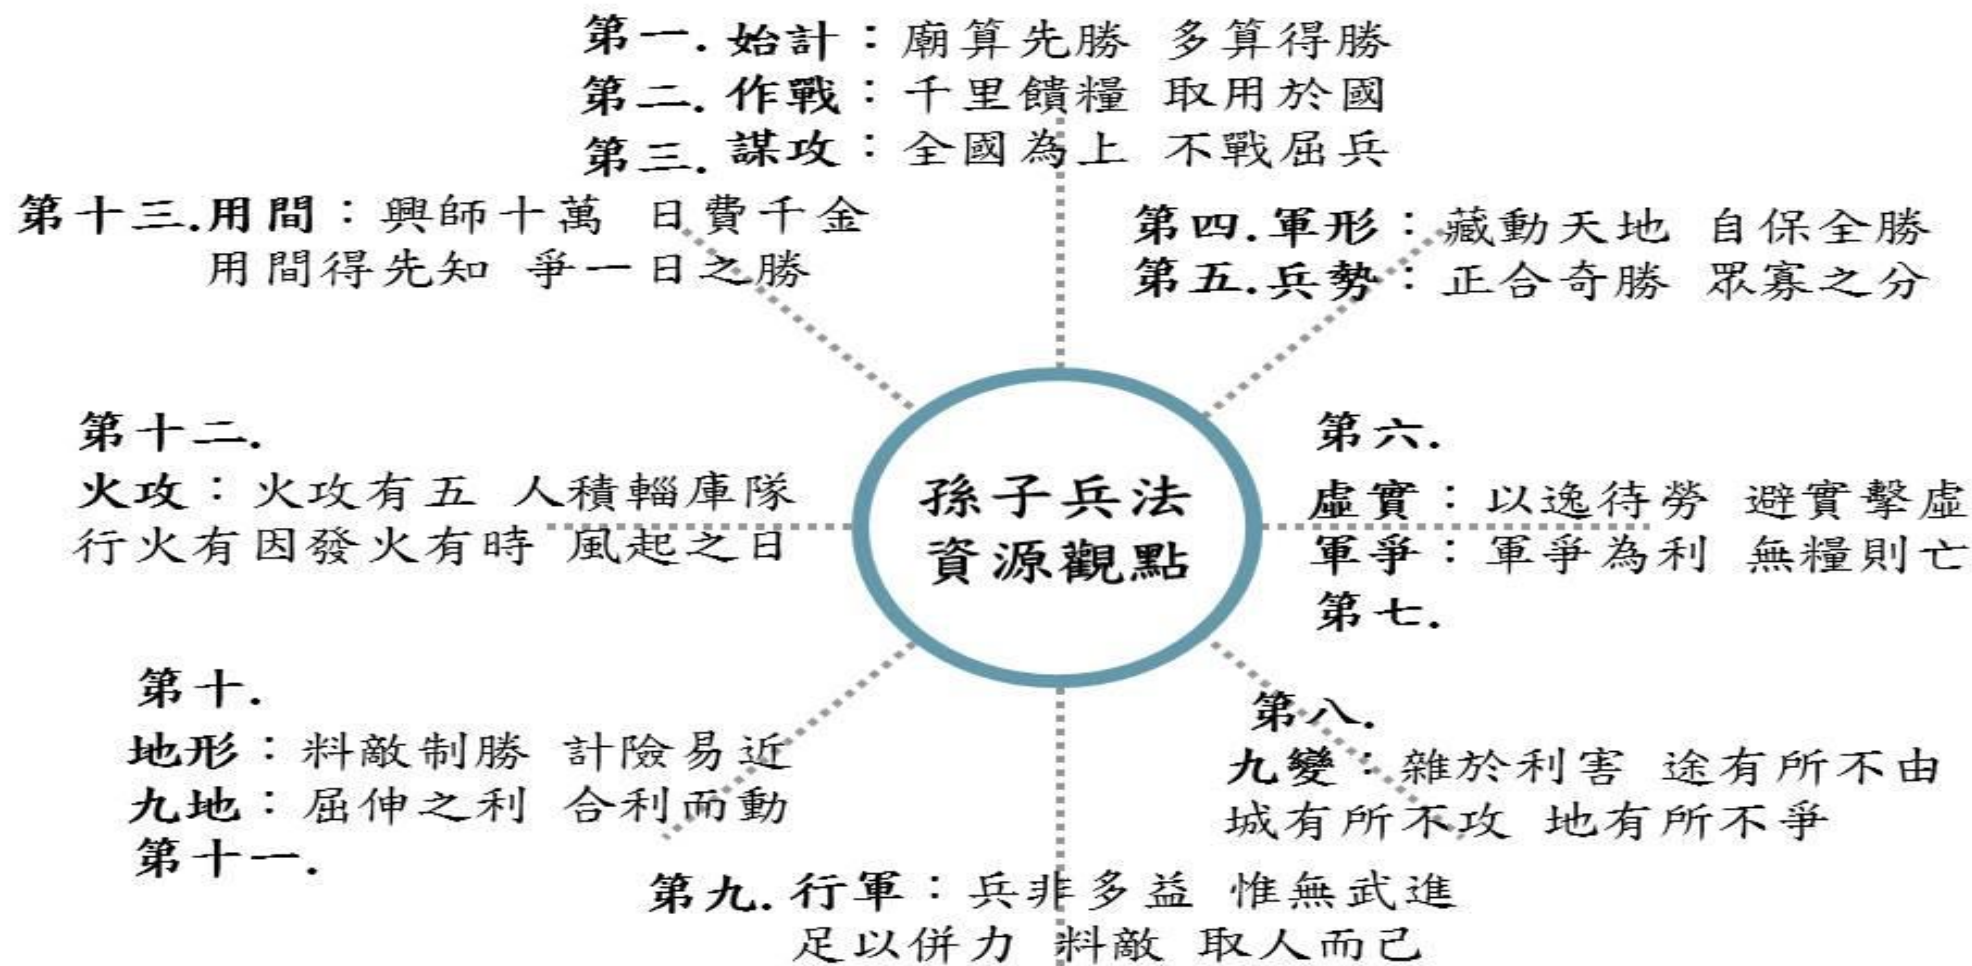 第一.始計：廟算先勝 多算得勝
第二.作戰：千里饋糧 取用於國
第三.謀攻：全國為上 不戰屈兵
第十三.用間：興師十萬 日費千金
用間得先知 爭一日之勝
第四.軍形：藏動天地 自保全勝
第五.兵勢：正合奇勝 眾寡之分
第十二.
火攻：火攻有五 人積輜庫隊
行火有因發火有時 風起之日
孫子兵法
資源觀點
第六.
虛實：以逸待勞 避實擊虛
軍爭：軍爭為利 無糧則亡
第七.
第十.
地形：料敵制勝 計險易近
九地：屈伸之利 合利而動
第十一.
第八.
九變：雜於利害 途有所不由
城有所不攻 地有所不爭
第九.行軍：兵非多益 惟無武進
足以併力 料敵 取人而己